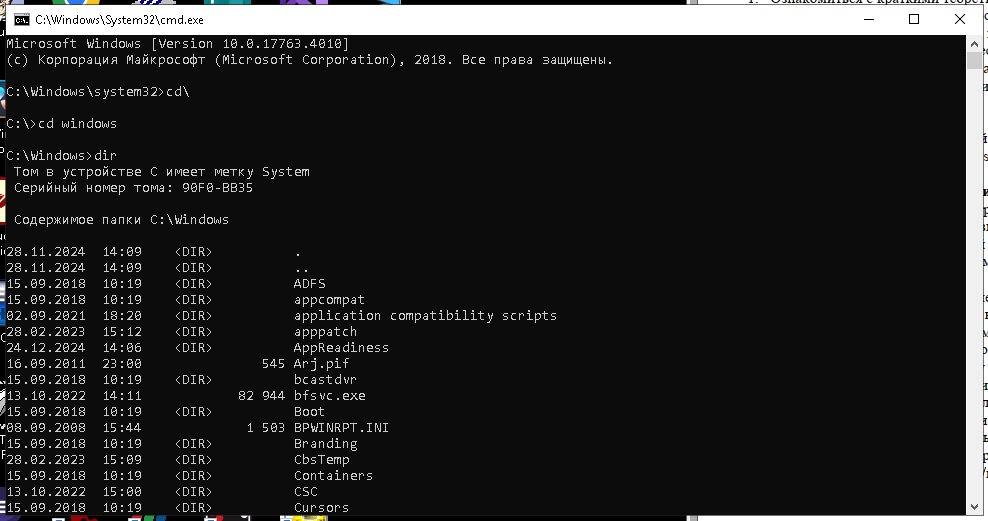 1. Ознакомиться с краткими теорети
C:\Windows\System32\cmd.exe
Microsoft Windows [Version 10.0.17763.4010]
(c) Корпорация Майкрософт (Microsoft Corporation), 2018. Все права защищены.
C:\Windows\system32>cd\
C:\>cd windows
C:\Windows>dir
Том в устройстве C имеет метку System
Серийный номер тома: 90F0-BB35
Содержимое папки C:\Windows
28.11.2024 14:09 <DIR> .
28.11.2024 14:09 <DIR> ..
15.09.2018 10:19 <DIR> ADFS
15.09.2018 10:19 <DIR> appcompat
02.09.2021 18:20 <DIR> application compatibility scripts
28.02.2023 15:12 <DIR> apppatch
24.12.2024 14:06 <DIR> AppReadiness
16.09.2011 23:00 545 Arj.pif
15.09.2018 10:19 <DIR> bcastdvr
13.10.2022 14:11 82 944 bfsvc.exe
15.09.2018 10:19 <DIR> Boot
08.09.2008 15:44 1 503 BPWINRPT.INI
15.09.2018 10:19 <DIR> Branding
28.02.2023 15:09 <DIR> CbsTemp
15.09.2018 10:19 <DIR> Containers
13.10.2022 15:00 <DIR> CSC
15.09.2018 10:19 <DIR> Cursors